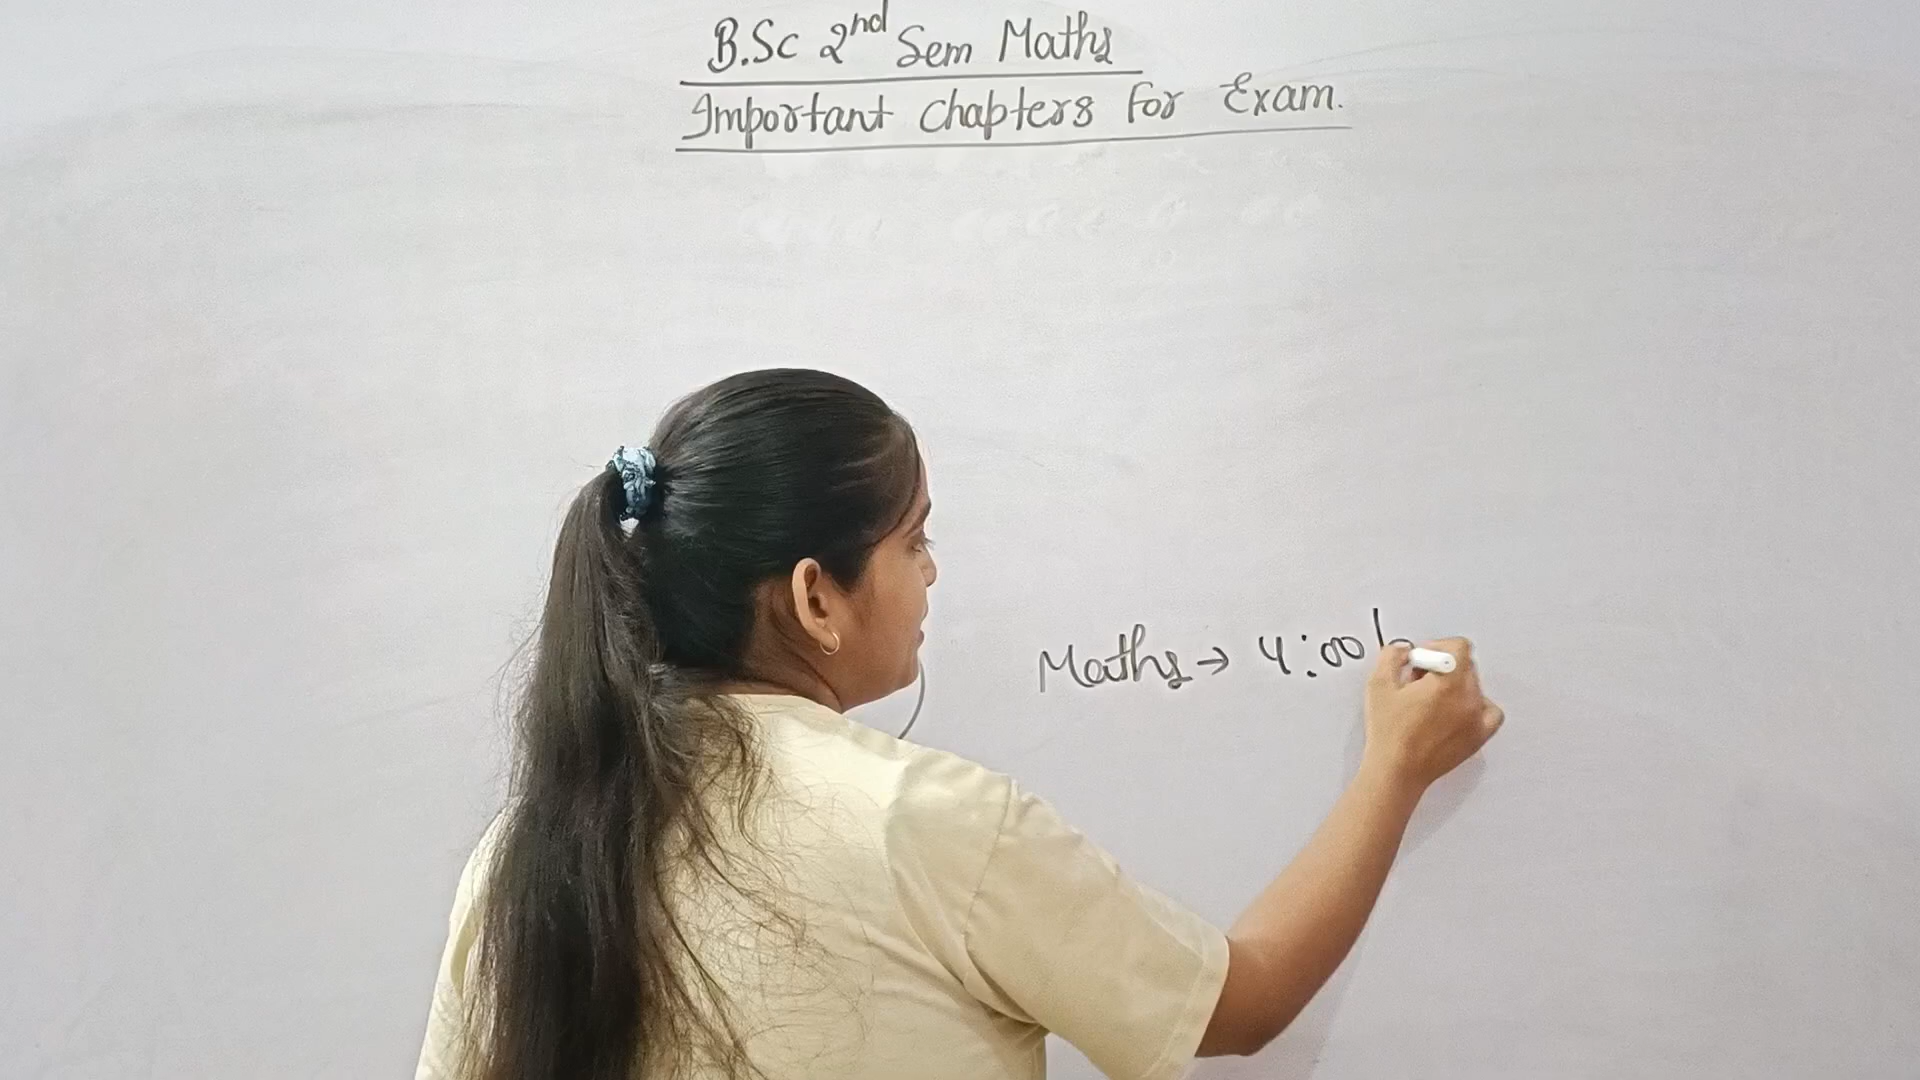 B.Sc 2nd Sem Maths
Important Chapters For Exam.
Maths → 4:00